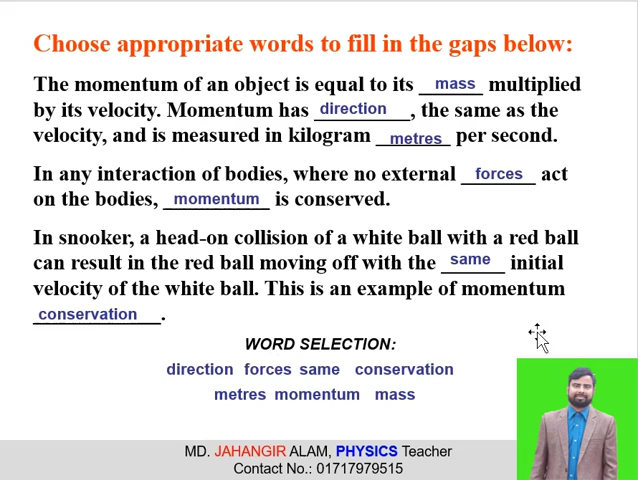 Choose appropriate words to fill in the gaps below:
The momentum of an object is equal to its mass multiplied
by its velocity. Momentum has direction, the same as the
velocity, and is measured in kilogram metres per second.
In any interaction of bodies, where no external forces act
on the bodies, momentum is conserved.
In snooker, a head-on collision of a white ball with a red ball
can result in the red ball moving off with the same initial
velocity of the white ball. This is an example of momentum
conservation.
WORD SELECTION:
direction forces same conservation
metres momentum mass
MD. JAHANGIR ALAM, PHYSICS Teacher
Contact No.: 01717979515